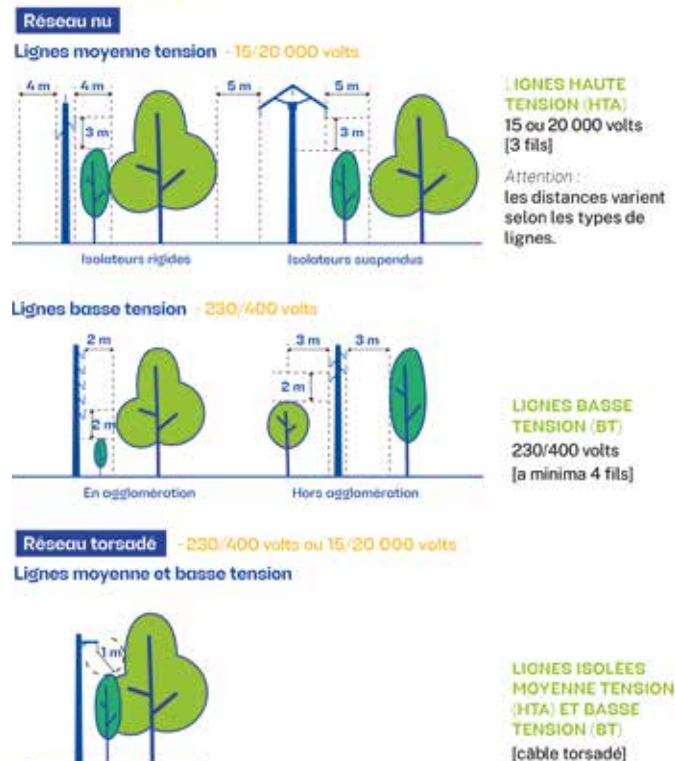 Réseau nu
Lignes moyenne tension - 15/20 000 volts
4 m 4 m 5 m 5 m
3 m 3 m
Isolateurs rigides Isolateurs suspendus
LIGNES HAUTE
TENSION (HTA)
15 ou 20 000 volts
[3 fils]
Attention :
les distances varient
selon les types de
lignes.
Lignes basse tension - 230/400 volts
2 m 3 m 3 m
2 m 2 m
En agglomération Hors agglomération
LIGNES BASSE
TENSION (BT)
230/400 volts
[a minima 4 fils]
Réseau torsadé - 230/400 volts ou 15/20 000 volts
Lignes moyenne et basse tension
1 m
LIGNES ISOLÉES
MOYENNE TENSION
(HTA) ET BASSE
TENSION (BT)
[câble torsadé]